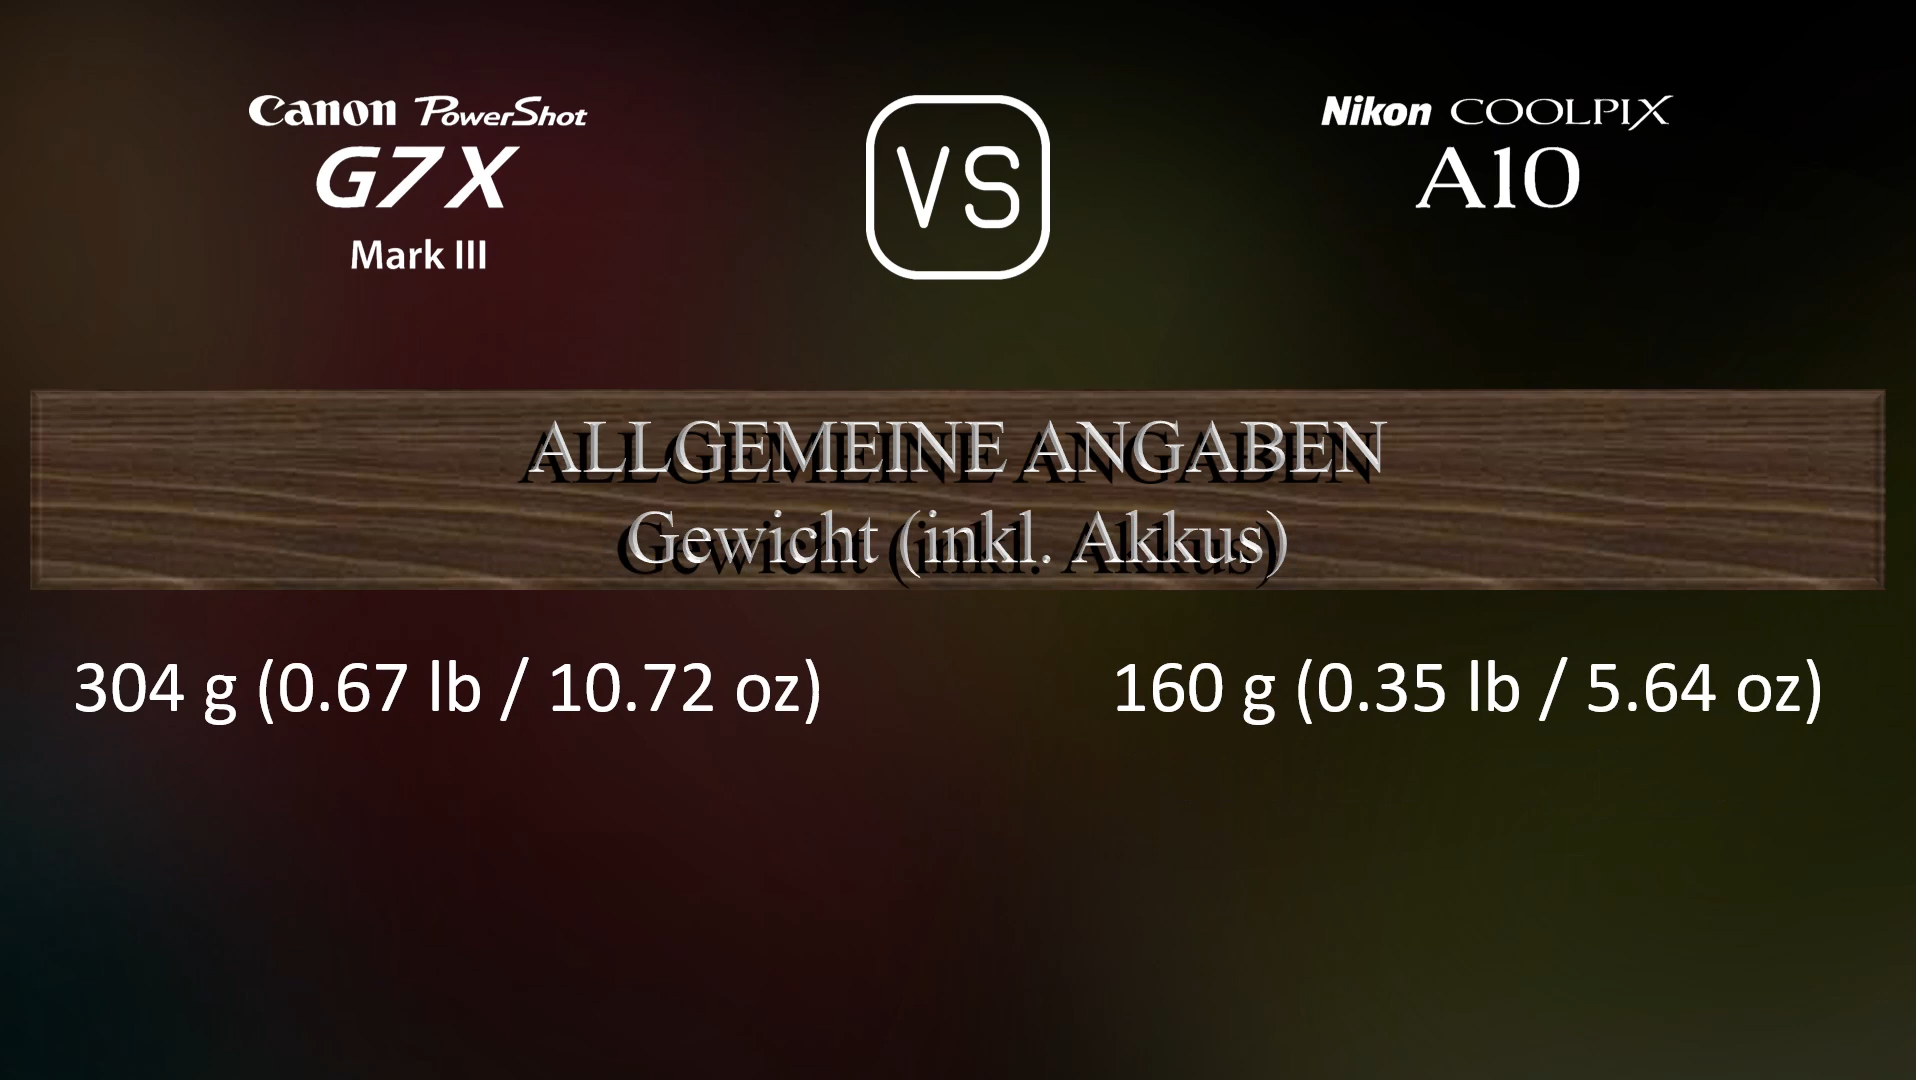 Canon PowerShot
G7 X
Mark III
VS
Nikon COOLPIX
A10
ALLGEMEINE ANGABEN
Gewicht (inkl. Akkus)
304 g (0.67 lb / 10.72 oz)
160 g (0.35 lb / 5.64 oz)